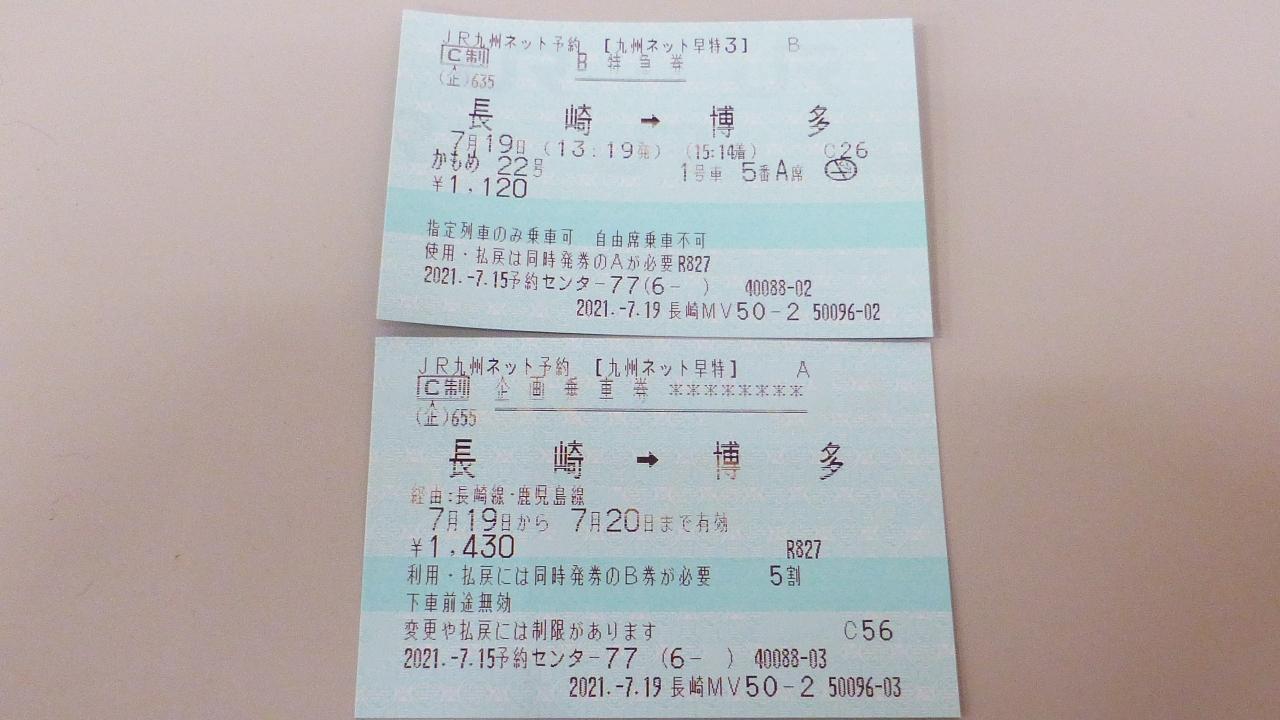 JR九州ネット予約 [九州ネット早特3] B
C制 B特急券
(企)635
長崎 → 博多
7月19日 (13:19発) (15:14着) C26
かもめ 22号 1号車 5番A席
¥1,120
指定列車のみ乗車可 自由席乗車不可
使用・払戻は同時発券のAが必要R827
2021.-7.15予約センター77(6- ) 40088-02
2021.-7.19 長崎MV50-2 50096-02
JR九州ネット予約 [九州ネット早特] A
C制 企画乗車券 ********
(企)655
長崎 → 博多
経由:長崎線・鹿児島線
7月19日から 7月20日まで有効
¥1,430 R827
利用・払戻には同時発券のB券が必要 5割
下車前途無効
変更や払戻には制限があります C56
2021.-7.15予約センター77 (6- ) 40088-03
2021.-7.19 長崎MV50-2 50096-03